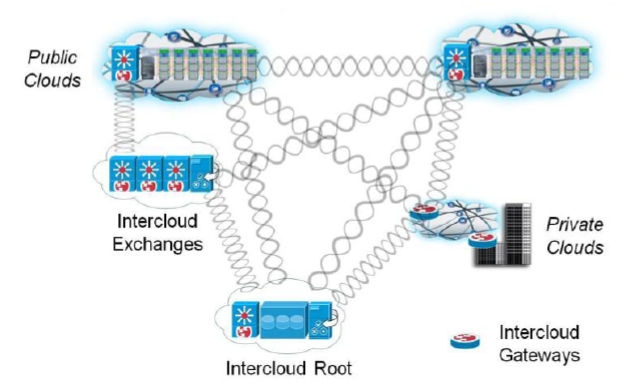 Public
Clouds
Intercloud
Exchanges
Private
Clouds
Intercloud Root
Intercloud
Gateways